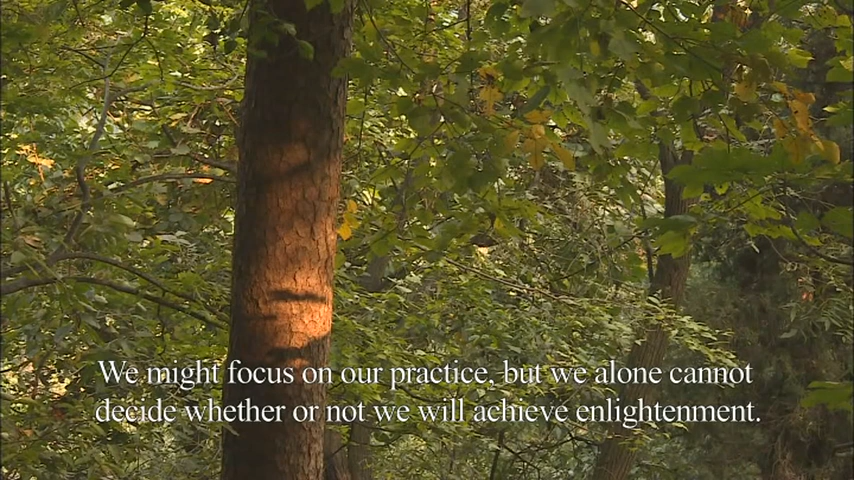 We might focus on our practice, but we alone cannot
decide whether or not we will achieve enlightenment.